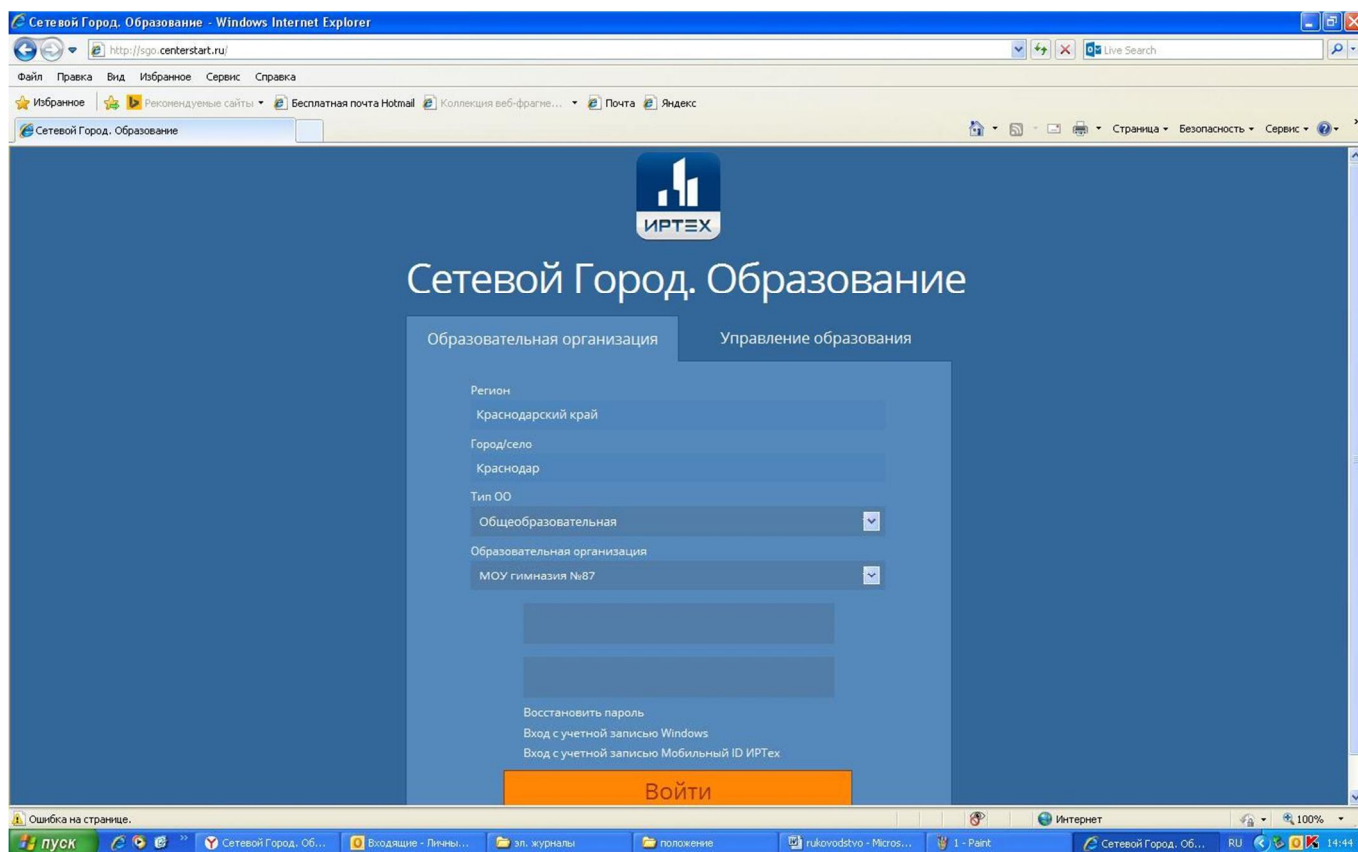 Сетевой Город. Образование - Windows Internet Explorer
http://sgo.centerstart.ru/
Live Search
Файл Правка Вид Избранное Сервис Справка
Избранное Рекомендуемые сайты Бесплатная почта Hotmail Коллекция веб-фрагме... Почта Яндекс
Сетевой Город. Образование Страница Безопасность Сервис
ИРТЕХ
Сетевой Город. Образование
Образовательная организация Управление образования
Регион
Краснодарский край
Город/село
Краснодар
Тип ОО
Общеобразовательная
Образовательная организация
МОУ гимназия №87
Восстановить пароль
Вход с учетной записью Windows
Вход с учетной записью Мобильный ID ИРТех
Войти
Ошибка на странице. Интернет 100%
пуск Сетевой Город. Об... Входящие - Личны... эл. журналы положение rukovodstvo - Micros... 1 - Paint Сетевой Город. Об... RU 14:44